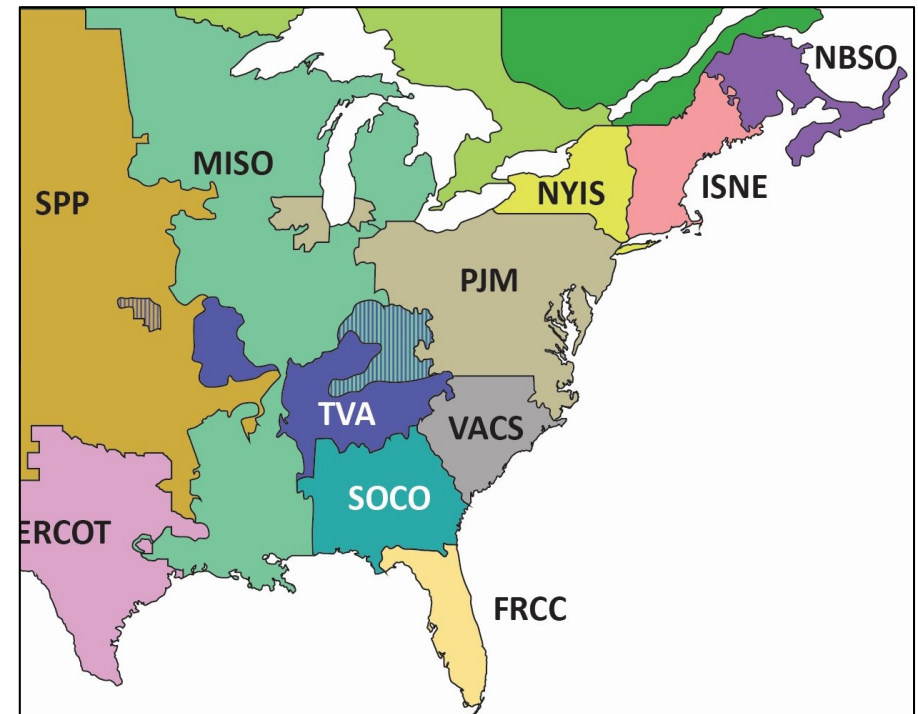 NBSO
MISO
SPP
NYIS
ISNE
PJM
TVA
VACS
SOCO
ERCOT
FRCC